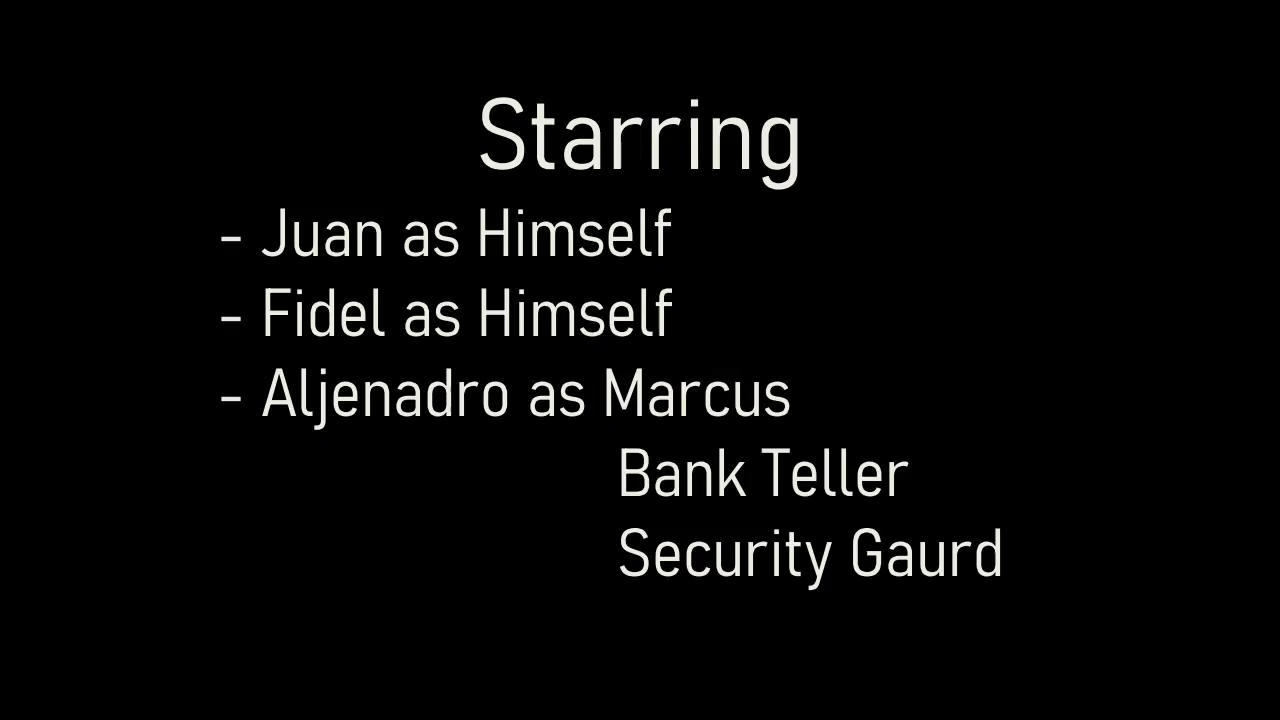 Starring
- Juan as Himself
- Fidel as Himself
- Aljenadro as Marcus
Bank Teller
Security Gaurd